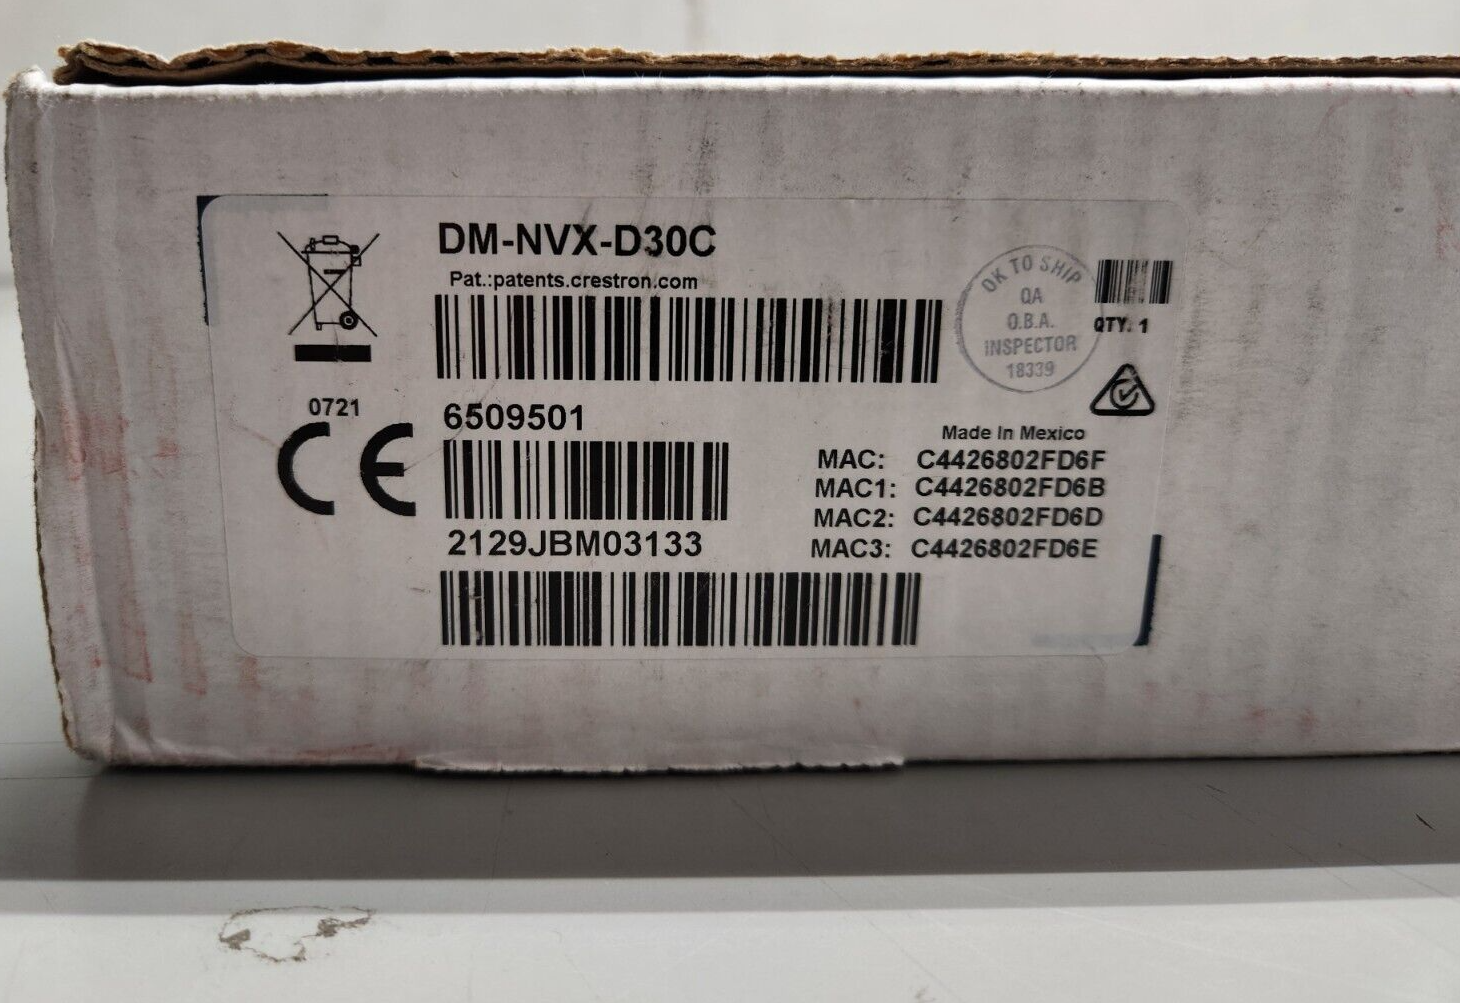 DM-NVX-D30C
Pat.:patents.crestron.com
OK TO SHIP
QA
O.B.A.
INSPECTOR
18339
QTY: 1
0721
CE
6509501
2129JBM03133
Made In Mexico
MAC: C4426802FD6F
MAC1: C4426802FD6B
MAC2: C4426802FD6D
MAC3: C4426802FD6E